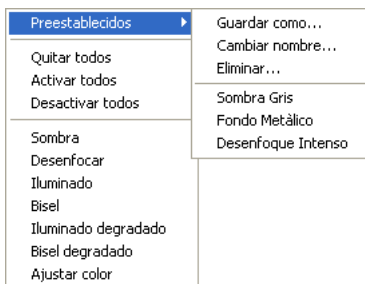 Preestablecidos
Quitar todos
Activar todos
Desactivar todos
Sombra
Desenfocar
Iluminado
Bisel
Iluminado degradado
Bisel degradado
Ajustar color
Guardar como...
Cambiar nombre...
Eliminar...
Sombra Gris
Fondo Metàlico
Desenfoque Intenso